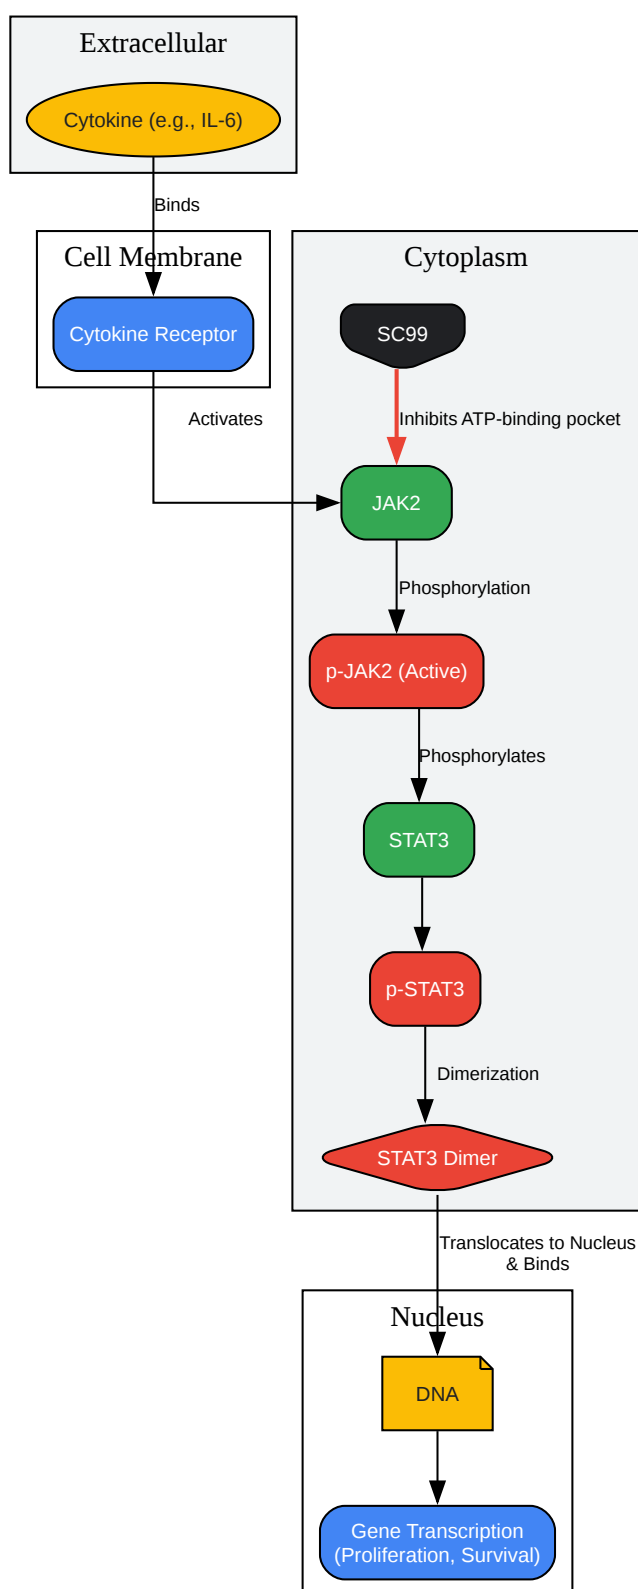 Extracellular
Cytokine (e.g., IL-6)
Binds
Cell Membrane
Cytokine Receptor
Activates
Cytoplasm
SC99
Inhibits ATP-binding pocket
JAK2
Phosphorylation
p-JAK2 (Active)
Phosphorylates
STAT3
p-STAT3
Dimerization
STAT3 Dimer
Translocates to Nucleus
& Binds
Nucleus
DNA
Gene Transcription
(Proliferation, Survival)